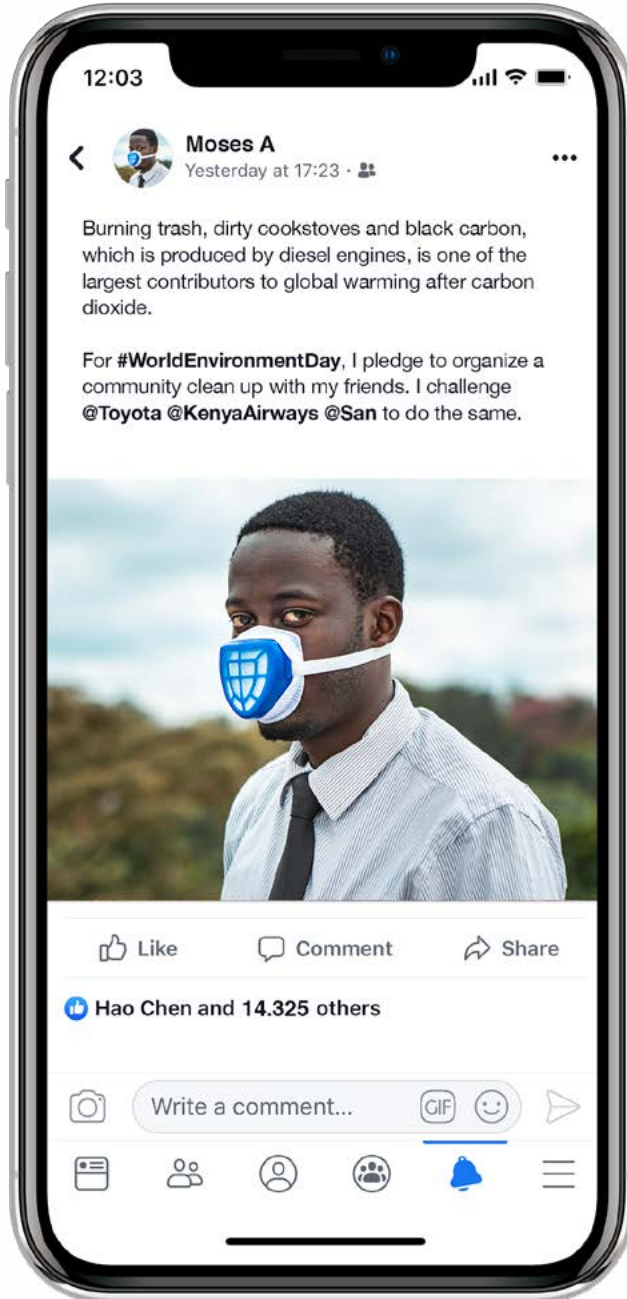 12:03
Moses A
Yesterday at 17:23 ·
Burning trash, dirty cookstoves and black carbon,
which is produced by diesel engines, is one of the
largest contributors to global warming after carbon
dioxide.
For #WorldEnvironmentDay, I pledge to organize a
community clean up with my friends. I challenge
@Toyota @KenyaAirways @San to do the same.
Like Comment Share
Hao Chen and 14.325 others
Write a comment... GIF